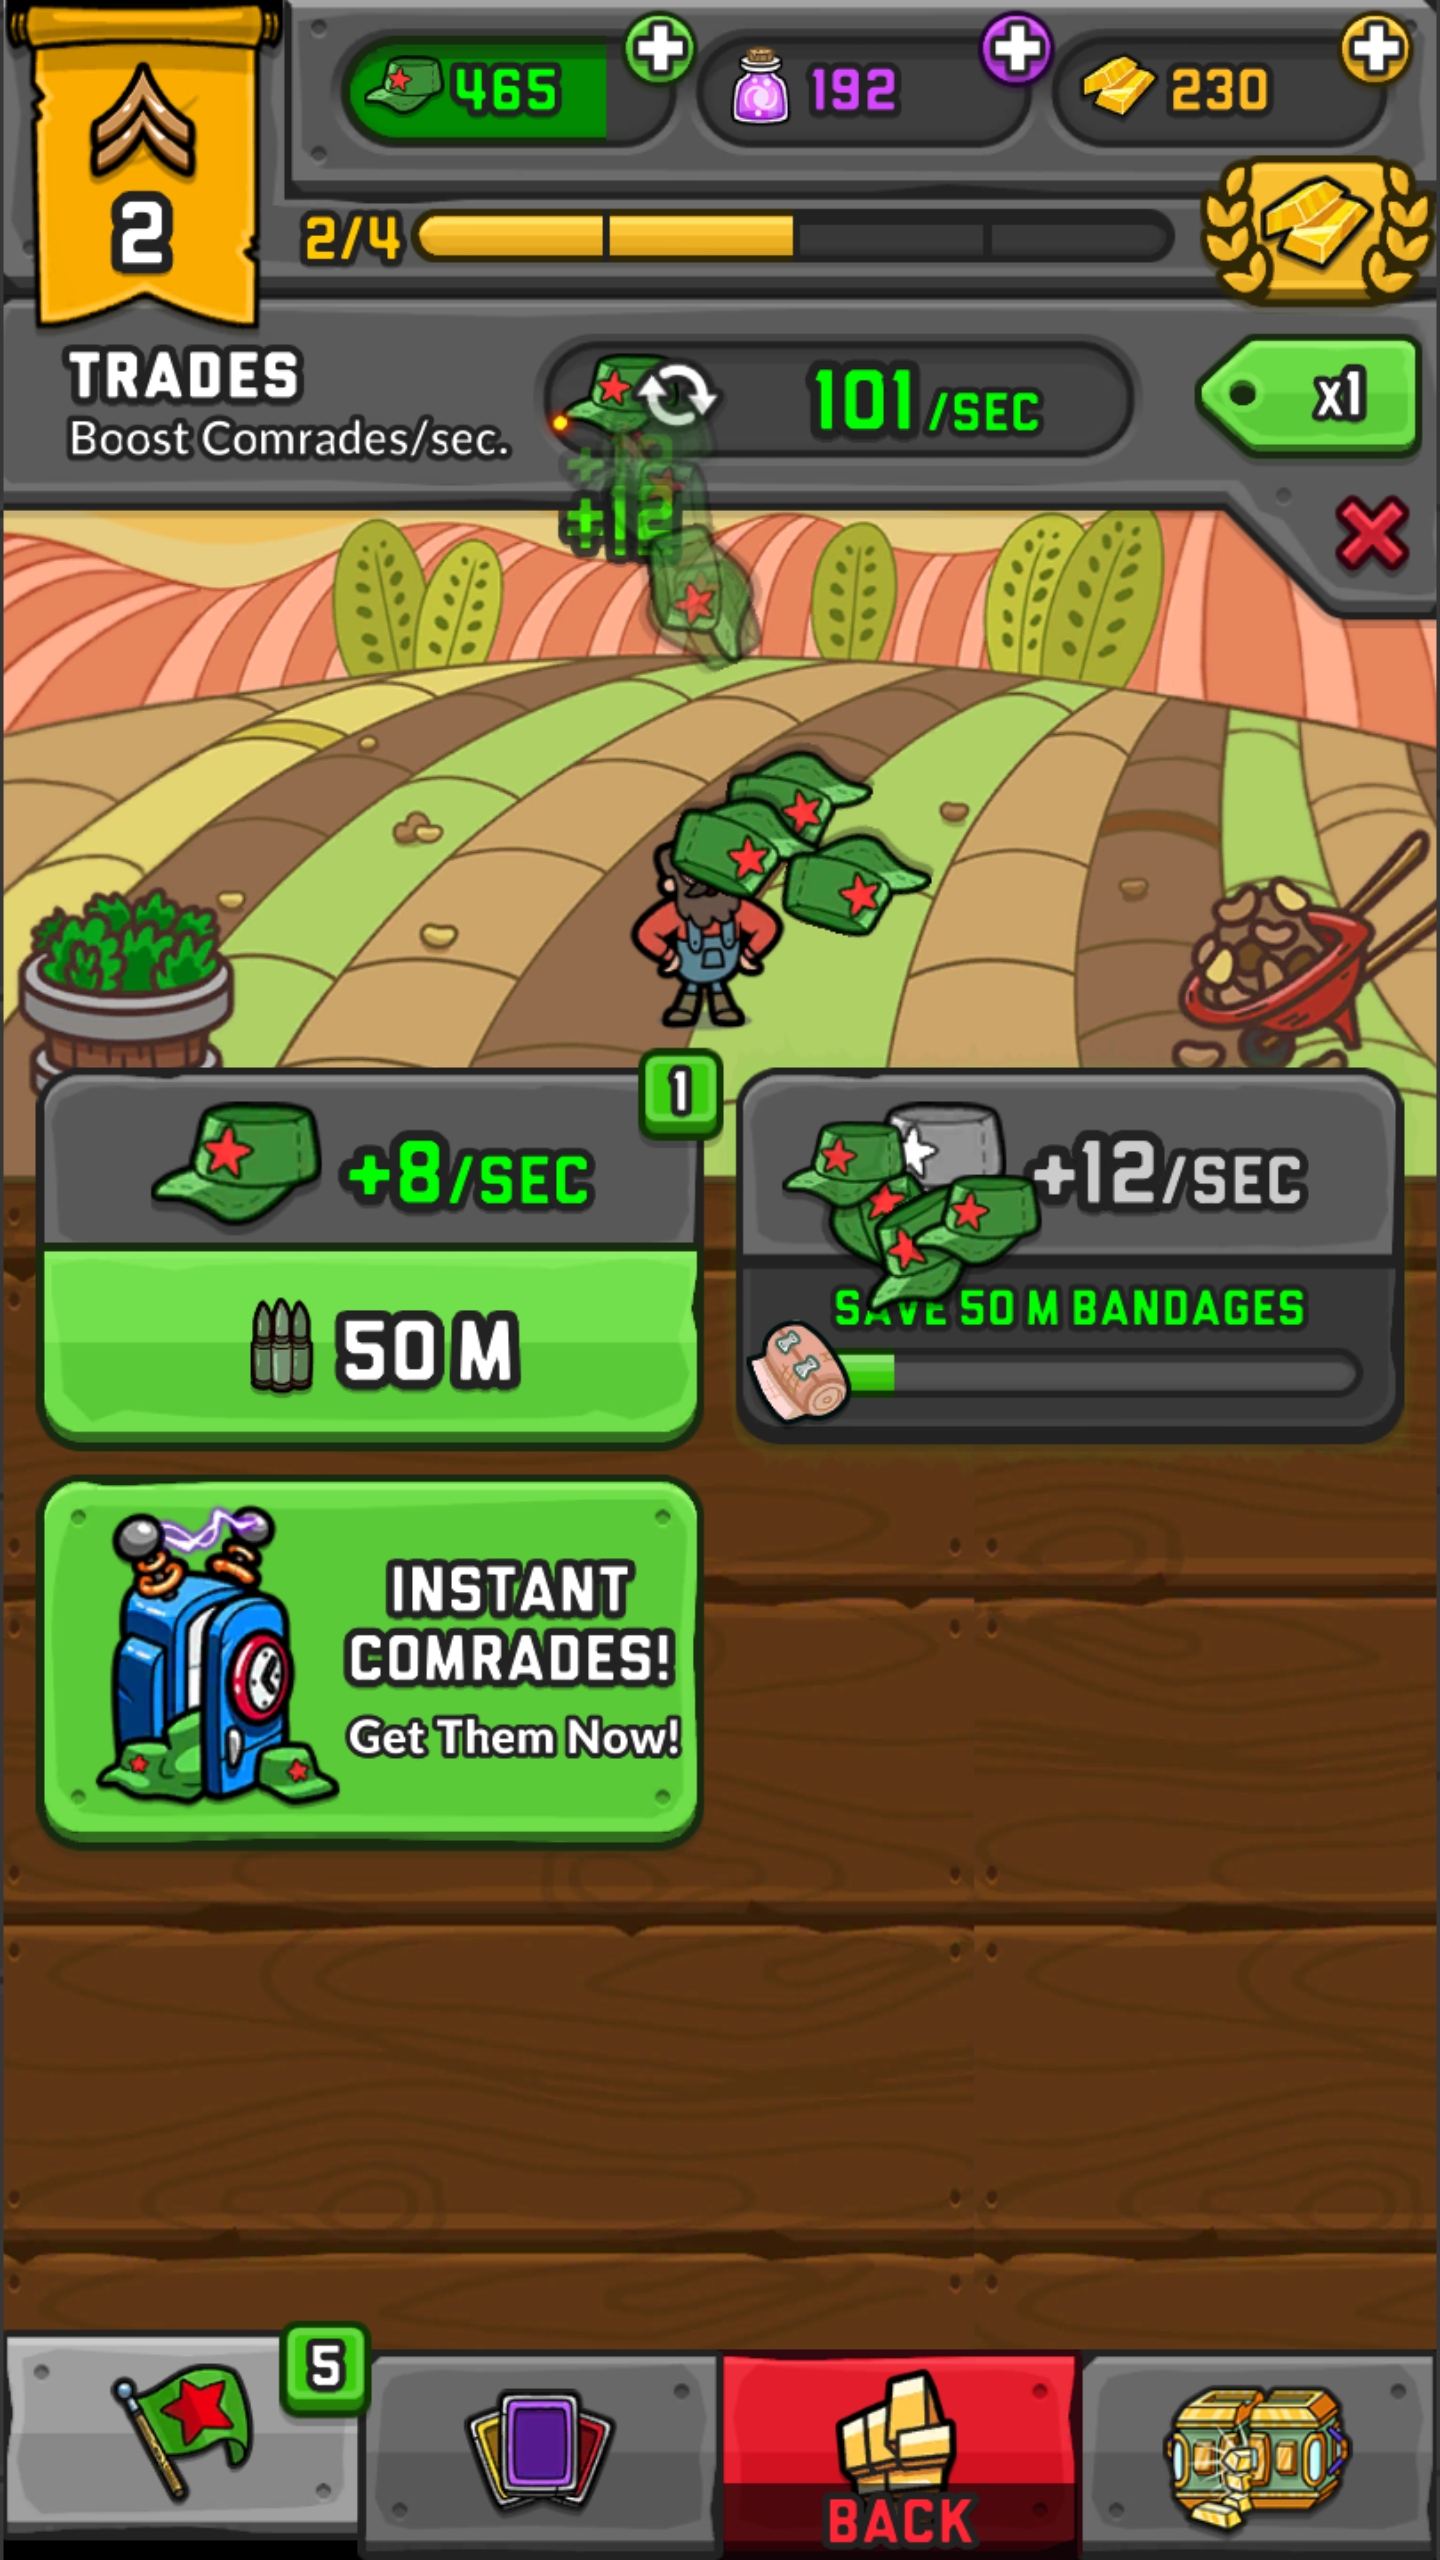 465
192
230
2
2/4
TRADES
Boost Comrades/sec.
101/SEC
x1
+12
1
+8/SEC
50 M
+12/SEC
SAVE 50 M BANDAGES
INSTANT
COMRADES!
Get Them Now!
5
BACK